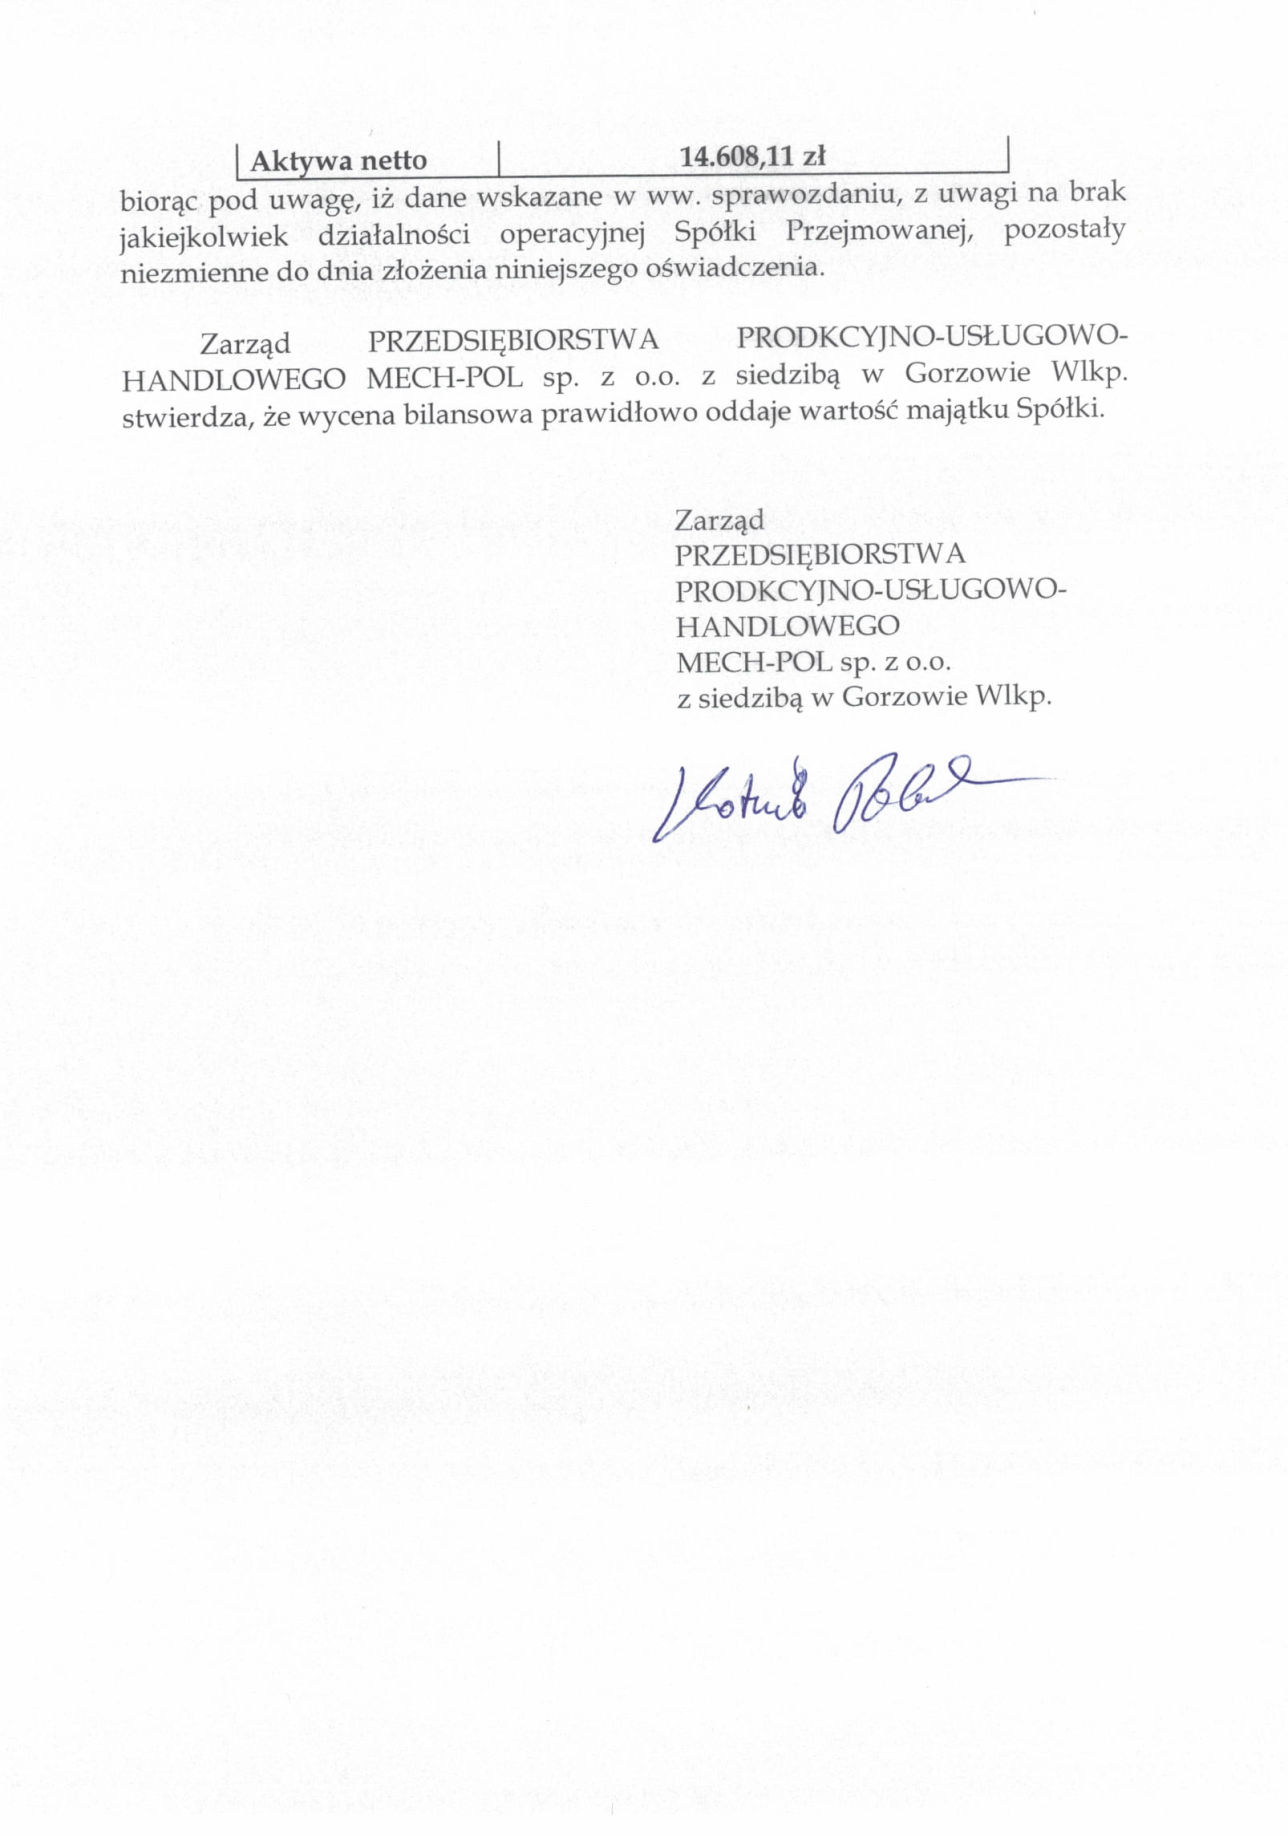 Aktywa netto 14.608,11 zł
biorąc pod uwagę, iż dane wskazane w ww. sprawozdaniu, z uwagi na brak
jakiejkolwiek działalności operacyjnej Spółki Przejmowanej, pozostały
niezmienne do dnia złożenia niniejszego oświadczenia.
Zarząd PRZEDSIĘBIORSTWA PRODKCYJNO-USŁUGOWO-
HANDLOWEGO MECH-POL sp. z o.o. z siedzibą w Gorzowie Wlkp.
stwierdza, że wycena bilansowa prawidłowo oddaje wartość majątku Spółki.
Zarząd
PRZEDSIĘBIORSTWA
PRODKCYJNO-USŁUGOWO-
HANDLOWEGO
MECH-POL sp. z o.o.
z siedzibą w Gorzowie Wlkp.